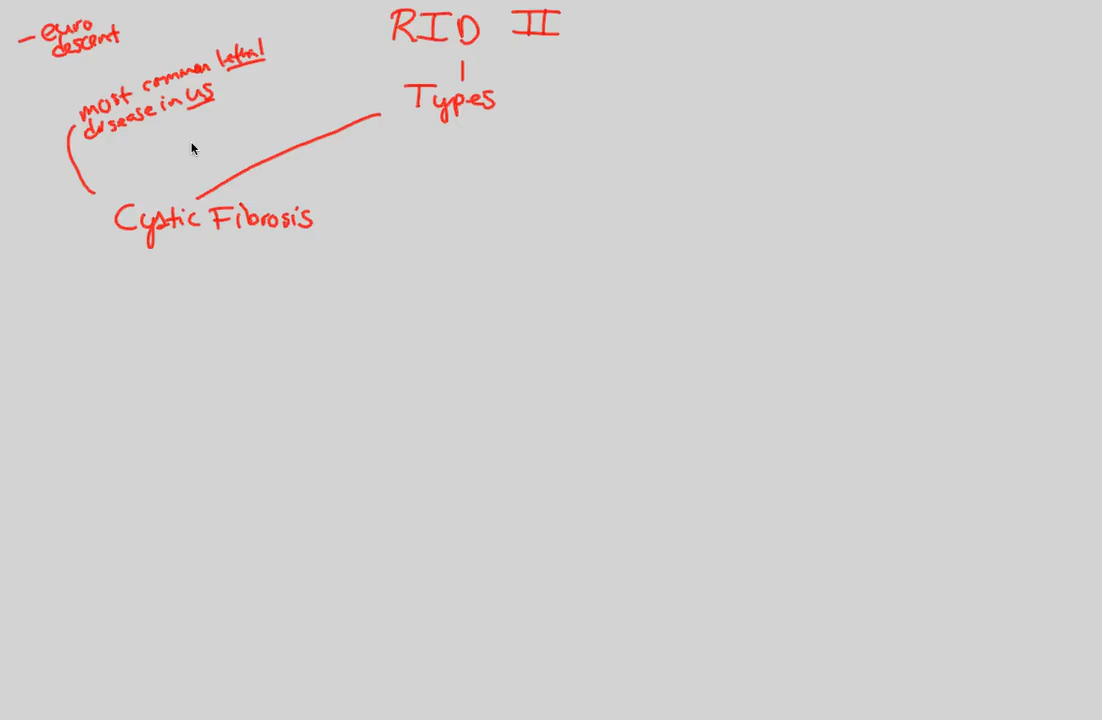 - euro
descent
RID II
Types
most common lethal
disease in US
Cystic Fibrosis